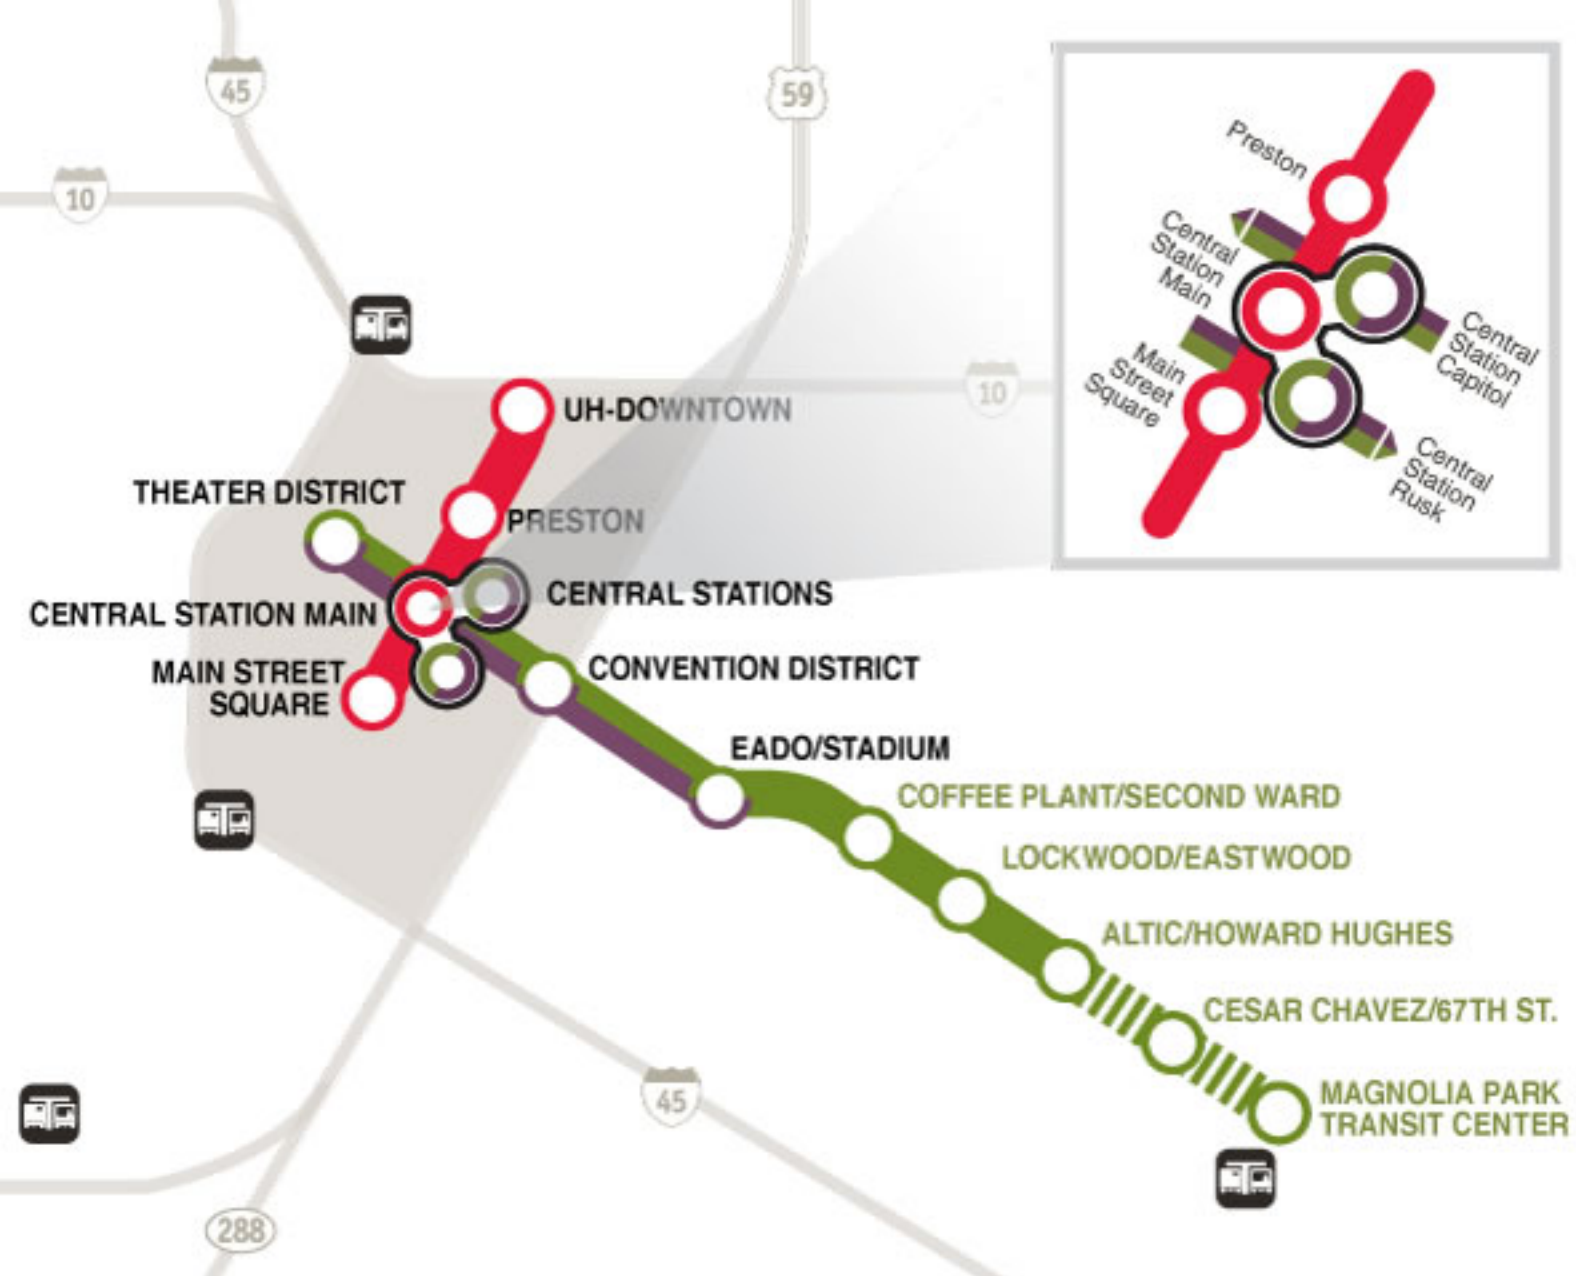 45
59
10
10
UH-DOWNTOWN
THEATER DISTRICT
PRESTON
CENTRAL STATIONS
CENTRAL STATION MAIN
MAIN STREET
SQUARE
CONVENTION DISTRICT
EADO/STADIUM
COFFEE PLANT/SECOND WARD
LOCKWOOD/EASTWOOD
ALTIC/HOWARD HUGHES
CESAR CHAVEZ/67TH ST.
MAGNOLIA PARK
TRANSIT CENTER
45
288
Preston
Central
Station
Main
Main
Street
Square
Central
Station
Capitol
Central
Station
Rusk